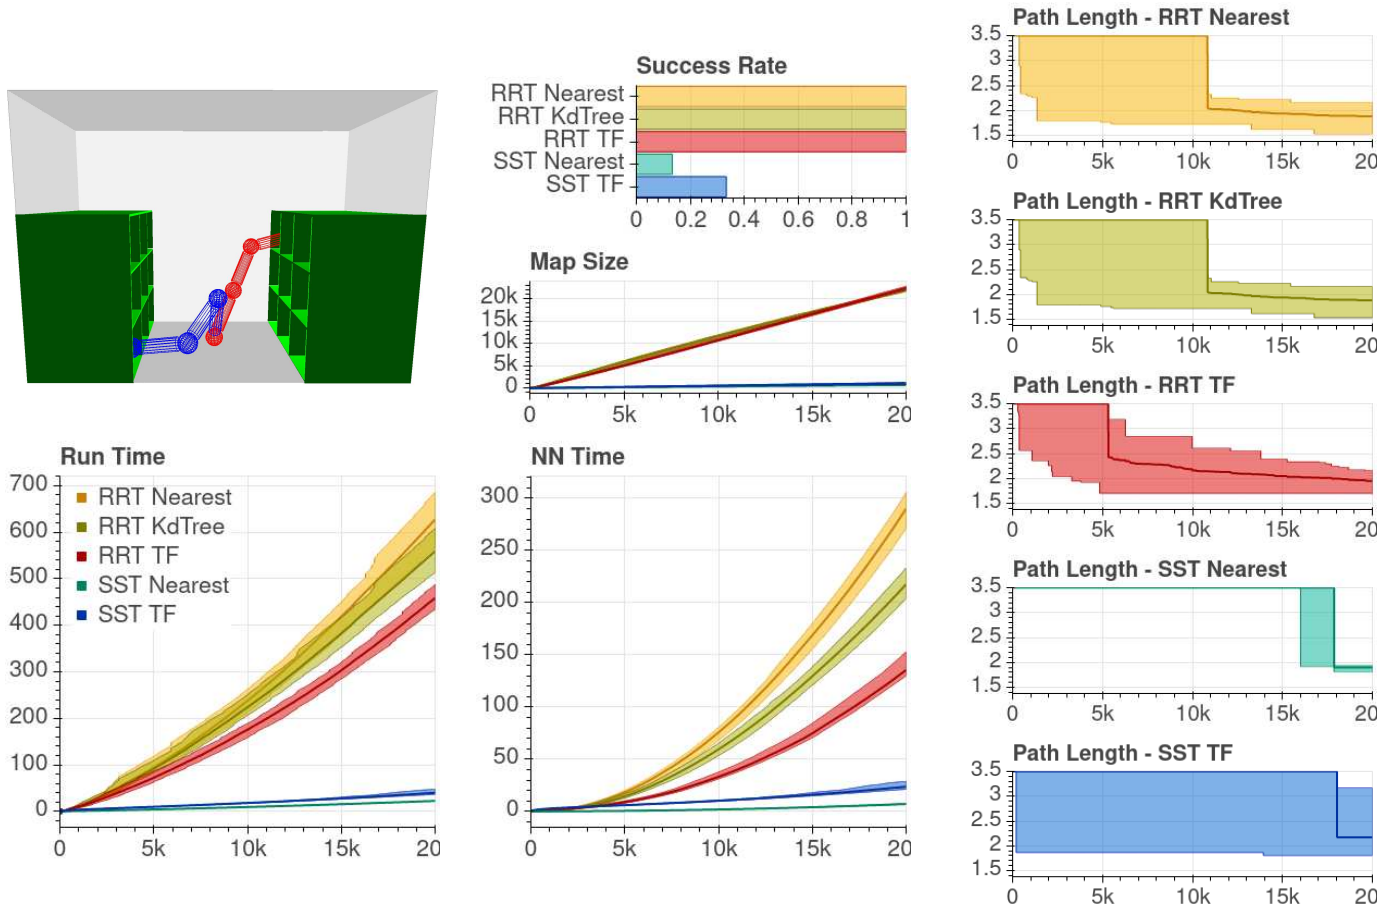 Success Rate
RRT Nearest
RRT KdTree
RRT TF
SST Nearest
SST TF
0 0.2 0.4 0.6 0.8 1
Map Size
20k
15k
10k
5k
0
0 5k 10k 15k 20
Run Time
700
600
500
400
300
200
100
0
RRT Nearest
RRT KdTree
RRT TF
SST Nearest
SST TF
0 5k 10k 15k 20
NN Time
300
250
200
150
100
50
0
0 5k 10k 15k 20
Path Length - RRT Nearest
3.5
3
2.5
2
1.5
0 5k 10k 15k 20
Path Length - RRT KdTree
3.5
3
2.5
2
1.5
0 5k 10k 15k 20
Path Length - RRT TF
3.5
3
2.5
2
1.5
0 5k 10k 15k 20
Path Length - SST Nearest
3.5
3
2.5
2
1.5
0 5k 10k 15k 20
Path Length - SST TF
3.5
3
2.5
2
1.5
0 5k 10k 15k 20